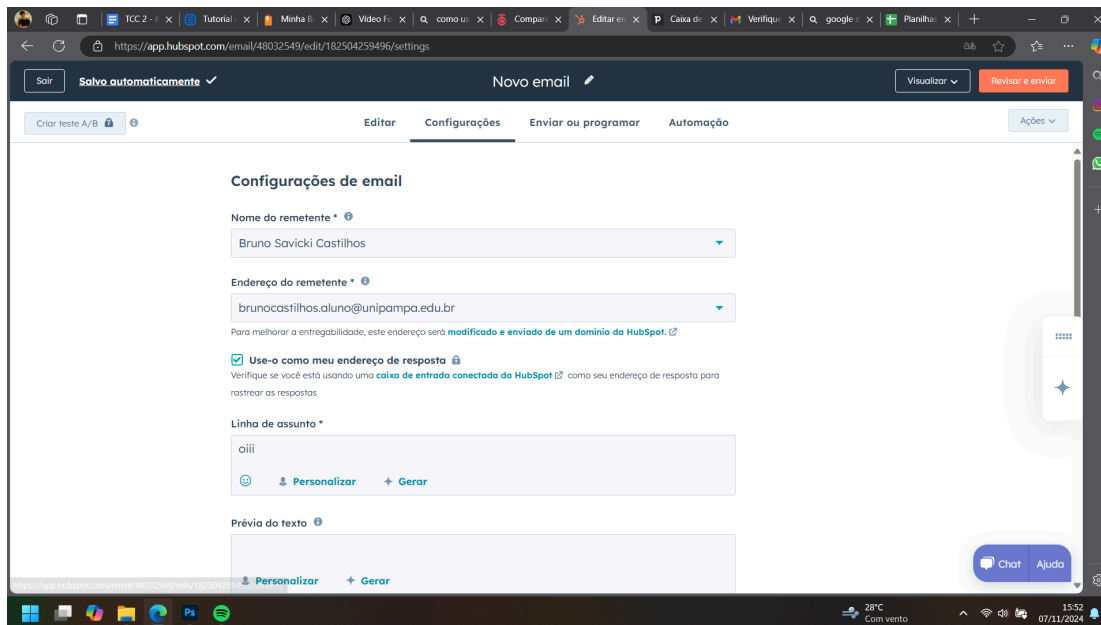 TCC 2 - 
Tutorial
Minha B
Vídeo Fo
como us
Compara
Editar em
Caixa de
Verifique
google s
Planilhas
https://app.hubspot.com/email/48032549/edit/182504259496/settings
Sair
Salvo automaticamente
Novo email
Visualizar
Revisar e enviar
Criar teste A/B
Editar
Configurações
Enviar ou programar
Automação
Ações
Configurações de email
Nome do remetente *
Bruno Savicki Castilhos
Endereço do remetente *
brunocastilhos.aluno@unipampa.edu.br
Para melhorar a entregabilidade, este endereço será modificado e enviado de um domínio da HubSpot.
Use-o como meu endereço de resposta
Verifique se você está usando uma caixa de entrada conectada da HubSpot como seu endereço de resposta para
rastrear as respostas
Linha de assunto *
oiii
Personalizar
Gerar
Prévia do texto
Personalizar
Gerar
Chat
Ajuda
Ps
28°C
Com vento
15:52
07/11/2024